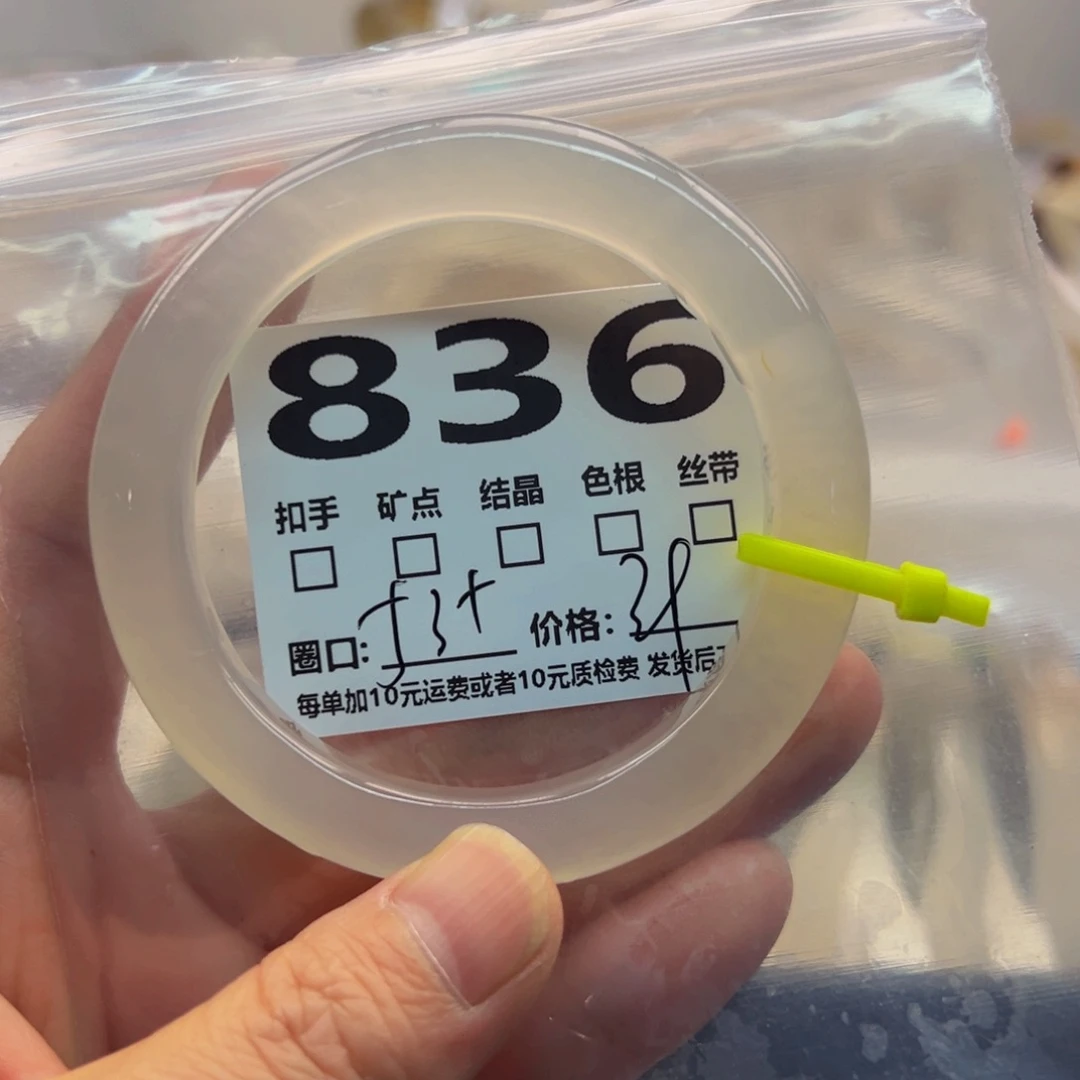 836
扣手 矿点 结晶 色根 丝带
圈口: 53+ 价格:
每单加10元运费或者10元质检费 发货后